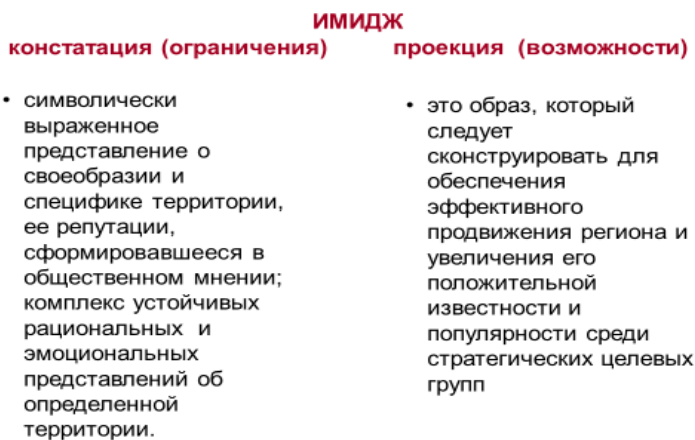 ИМИДЖ
констатация (ограничения)
проекция (возможности)
• символически
выраженное
представление о
своеобразии и
специфике территории,
ее репутации,
сформировавшееся в
общественном мнении;
комплекс устойчивых
рациональных и
эмоциональных
представлений об
определенной
территории.
• это образ, который
следует
сконструировать для
обеспечения
эффективного
продвижения региона и
увеличения его
положительной
известности и
популярности среди
стратегических целевых
групп